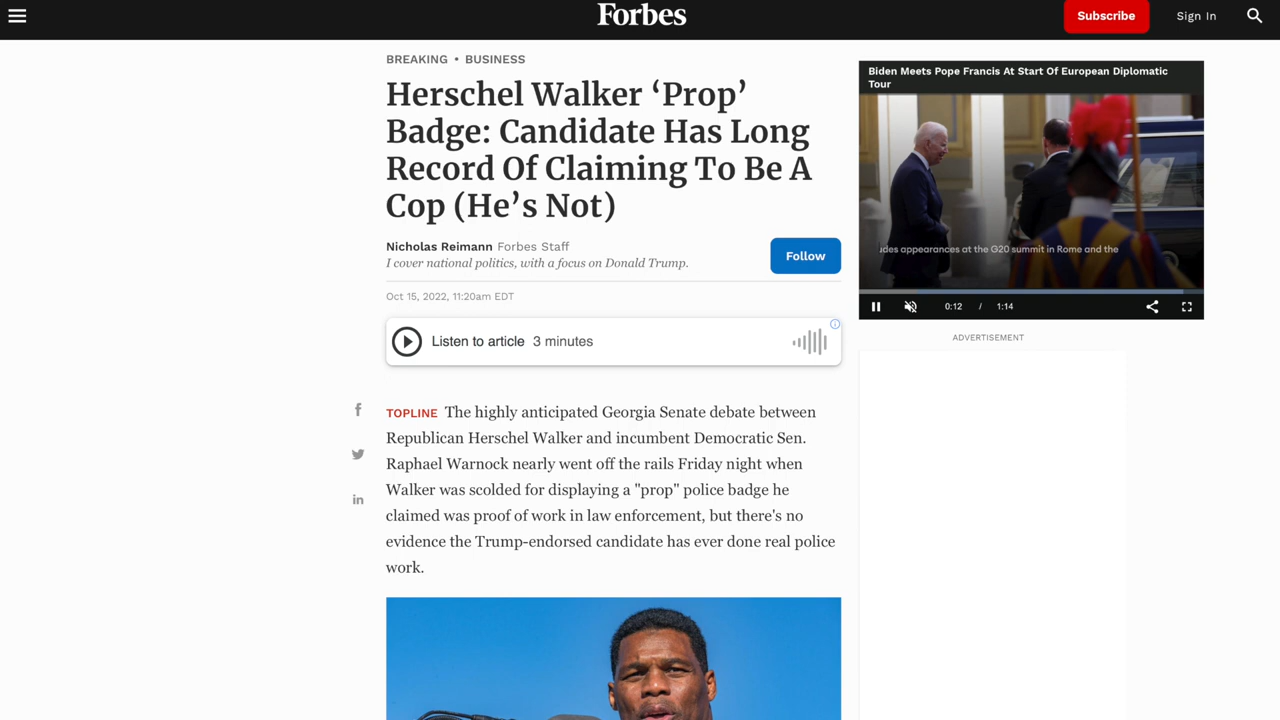 Forbes
Subscribe
Sign In
BREAKING • BUSINESS
Herschel Walker ‘Prop’
Badge: Candidate Has Long
Record Of Claiming To Be A
Cop (He’s Not)
Nicholas Reimann Forbes Staff
I cover national politics, with a focus on Donald Trump.
Follow
Oct 15, 2022, 11:20am EDT
Listen to article 3 minutes
TOPLINE The highly anticipated Georgia Senate debate between
Republican Herschel Walker and incumbent Democratic Sen.
Raphael Warnock nearly went off the rails Friday night when
Walker was scolded for displaying a "prop" police badge he
claimed was proof of work in law enforcement, but there's no
evidence the Trump-endorsed candidate has ever done real police
work.
Biden Meets Pope Francis At Start Of European Diplomatic
Tour
udes appearances at the G20 summit in Rome and the
0:12 / 1:14
ADVERTISEMENT